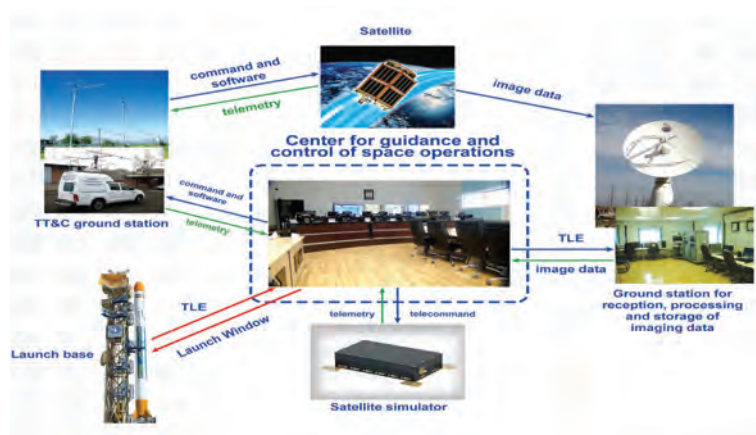 Satellite
command and
software
telemetry
image data
Center for guidance and
control of space operations
command and
software
TT&C ground station
telemetry
TLE
image data
Ground station for
reception, processing
and storage of
imaging data
TLE
Launch Window
Launch base
telemetry
telecommand
Satellite simulator